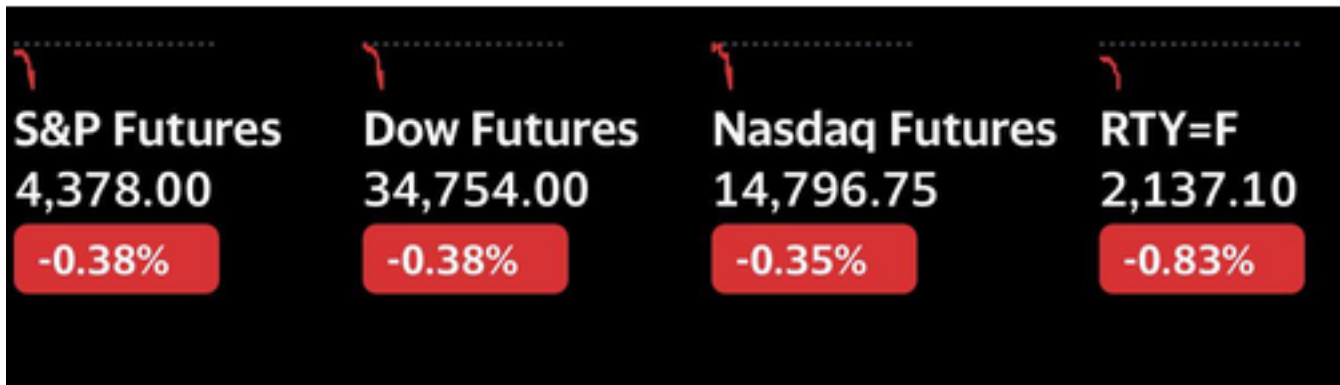 S&P Futures
4,378.00
-0.38%
Dow Futures
34,754.00
-0.38%
Nasdaq Futures
14,796.75
-0.35%
RTY=F
2,137.10
-0.83%